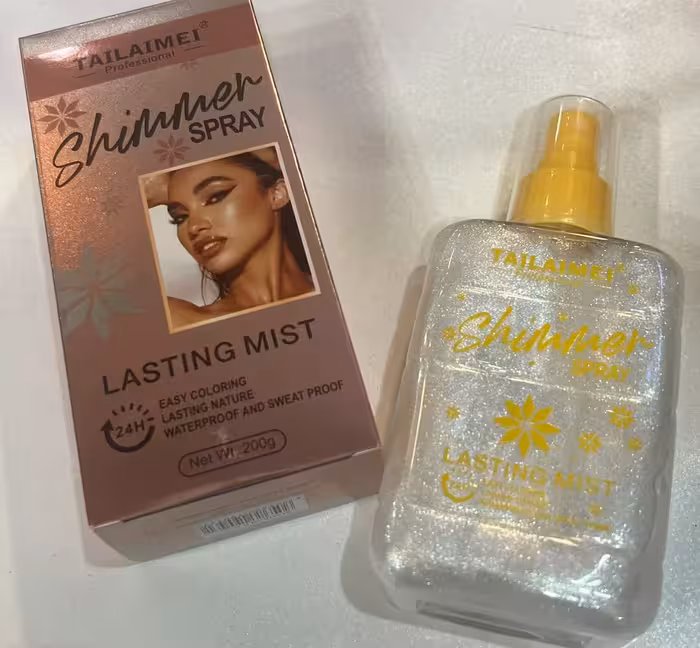 TAILAIMEI®
Professional
Shimmer
SPRAY
LASTING MIST
24H
EASY COLORING
LASTING NATURE
WATERPROOF AND SWEAT PROOF
Net Wt. 200g
TAILAIMEI®
Shimmer
SPRAY
LASTING MIST